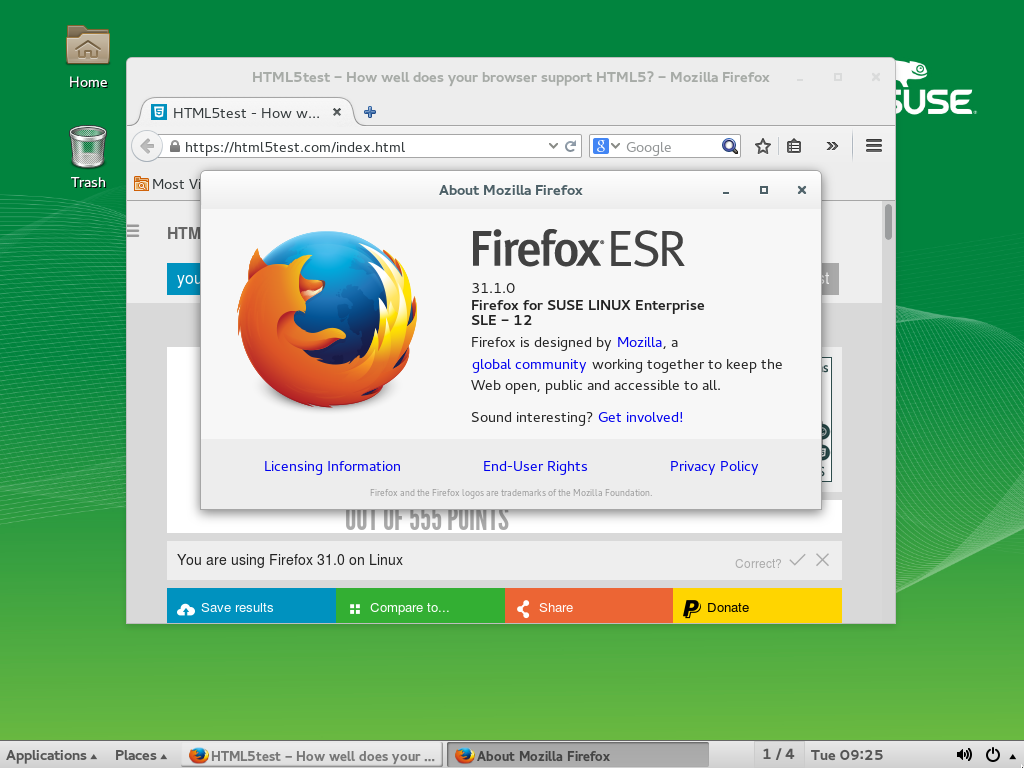 Home
Trash
SUSE
HTML5test – How well does your browser support HTML5? – Mozilla Firefox
HTML5test - How w...
https://html5test.com/index.html
8
Google
Most Vi
About Mozilla Firefox
HTM
you
st
Firefox ESR
31.1.0
Firefox for SUSE LINUX Enterprise
SLE – 12
Firefox is designed by Mozilla, a
global community working together to keep the
Web open, public and accessible to all.
Sound interesting? Get involved!
Licensing Information End-User Rights Privacy Policy
Firefox and the Firefox logos are trademarks of the Mozilla Foundation.
OUT OF 555 POINTS
You are using Firefox 31.0 on Linux
Correct?
Save results Compare to... Share Donate
Applications Places HTML5test – How well does your ... About Mozilla Firefox 1 / 4 Tue 09:25